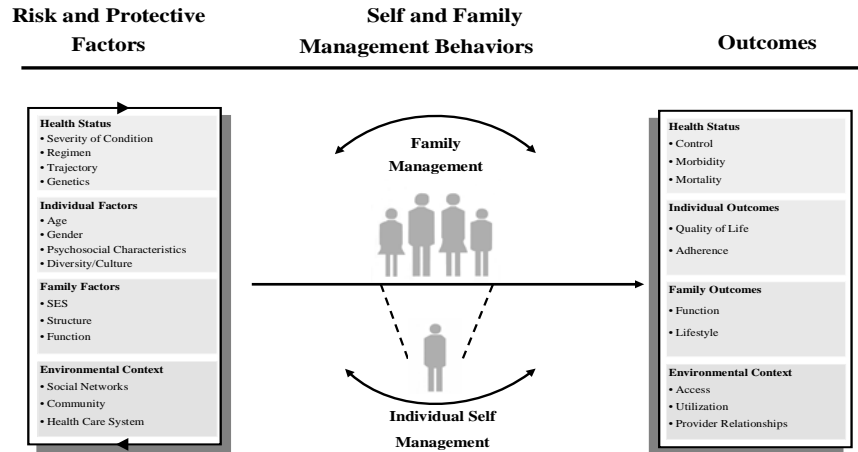 Risk and Protective
Factors
Self and Family
Management Behaviors
Outcomes
Health Status
• Severity of Condition
• Regimen
• Trajectory
• Genetics
Individual Factors
• Age
• Gender
• Psychosocial Characteristics
• Diversity/Culture
Family Factors
• SES
• Structure
• Function
Environmental Context
• Social Networks
• Community
• Health Care System
Family
Management
Individual Self
Management
Health Status
• Control
• Morbidity
• Mortality
Individual Outcomes
• Quality of Life
• Adherence
Family Outcomes
• Function
• Lifestyle
Environmental Context
• Access
• Utilization
• Provider Relationships